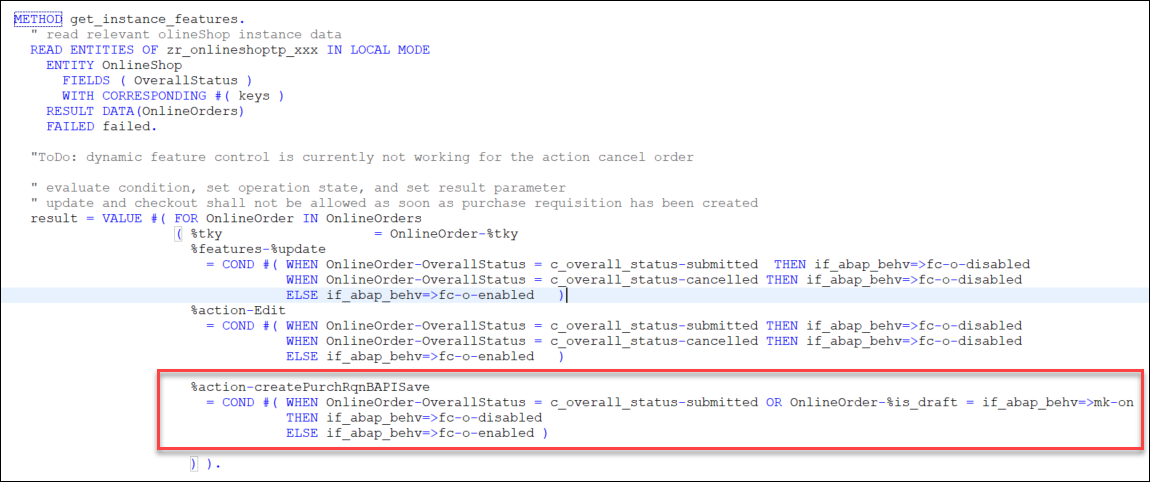 METHOD get_instance_features.
" read relevant olineShop instance data
READ ENTITIES OF zr_onlineshoptp_xxx IN LOCAL MODE
ENTITY OnlineShop
FIELDS ( OverallStatus )
WITH CORRESPONDING #( keys )
RESULT DATA(OnlineOrders)
FAILED failed.
"ToDo: dynamic feature control is currently not working for the action cancel order
" evaluate condition, set operation state, and set result parameter
" update and checkout shall not be allowed as soon as purchase requisition has been created
result = VALUE #( FOR OnlineOrder IN OnlineOrders
( %tky = OnlineOrder-%tky
%features-%update
= COND #( WHEN OnlineOrder-OverallStatus = c_overall_status-submitted THEN if_abap_behv=>fc-o-disabled
WHEN OnlineOrder-OverallStatus = c_overall_status-cancelled THEN if_abap_behv=>fc-o-disabled
ELSE if_abap_behv=>fc-o-enabled )
%action-Edit
= COND #( WHEN OnlineOrder-OverallStatus = c_overall_status-submitted THEN if_abap_behv=>fc-o-disabled
WHEN OnlineOrder-OverallStatus = c_overall_status-cancelled THEN if_abap_behv=>fc-o-disabled
ELSE if_abap_behv=>fc-o-enabled )
%action-createPurchRqnBAPISave
= COND #( WHEN OnlineOrder-OverallStatus = c_overall_status-submitted OR OnlineOrder-%is_draft = if_abap_behv=>mk-on
THEN if_abap_behv=>fc-o-disabled
ELSE if_abap_behv=>fc-o-enabled )
) ).